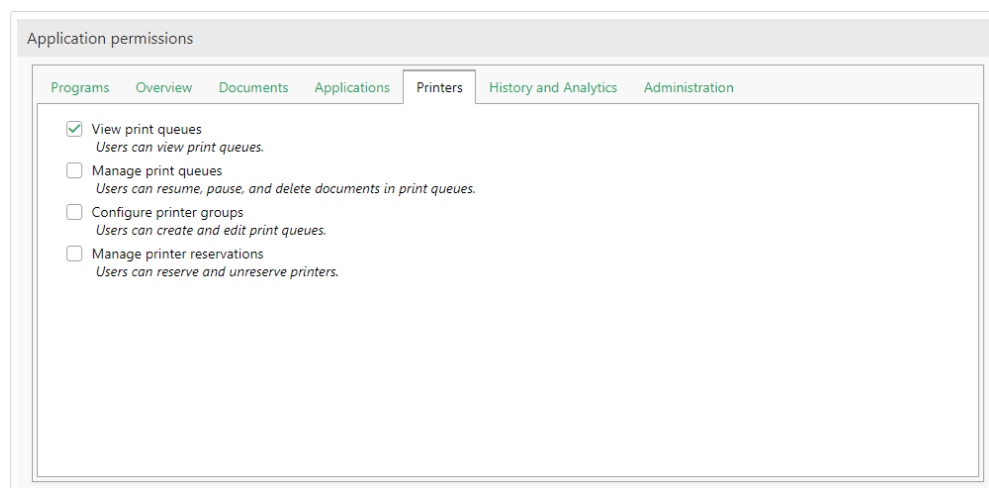 Application permissions
Programs Overview Documents Applications Printers History and Analytics Administration
View print queues
Users can view print queues.
Manage print queues
Users can resume, pause, and delete documents in print queues.
Configure printer groups
Users can create and edit print queues.
Manage printer reservations
Users can reserve and unreserve printers.